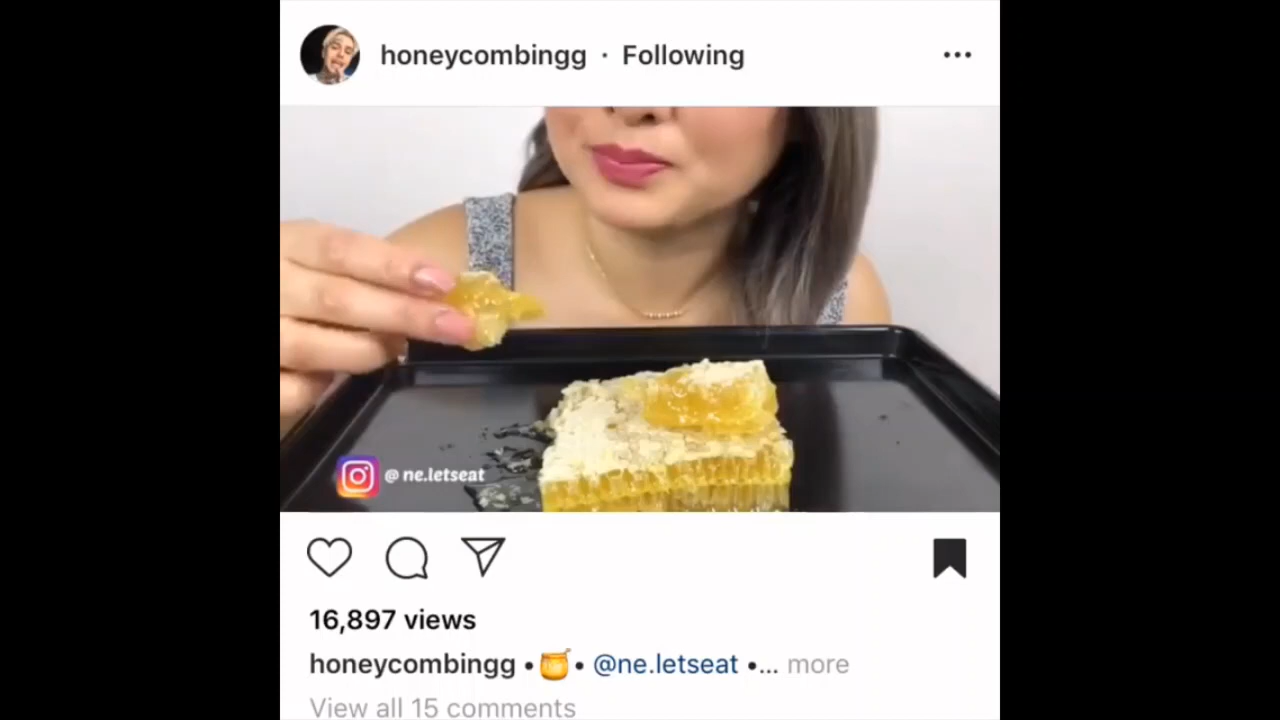 honeycombingg · Following
@ ne.letseat
16,897 views
honeycombingg •🍯• @ne.letseat •... more
View all 15 comments